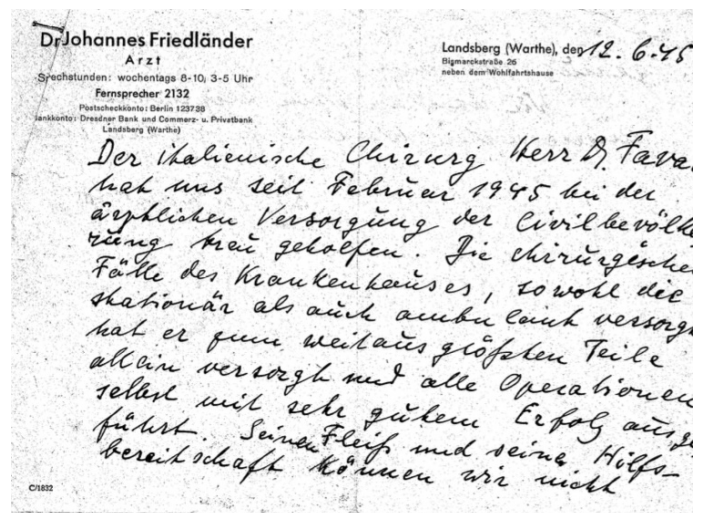 Dr Johannes Friedländer
Arzt
Sprechstunden: wochentags 8-10, 3-5 Uhr
Fernsprecher 2132
Postscheckkonto: Berlin 123738
Bankkonto: Dresdner Bank und Commerz- u. Privatbank
Landsberg (Warthe)
Landsberg (Warthe), den 12. 6. 45
Bismarckstraße 26
neben dem Wohlfahrtshause
Der italienische Chirurg Herr Dr. Fava
hat uns seit Februar 1945 bei der
ärztlichen Versorgung der Civilbevölke
rung treu geholfen. Die chirurgische
Fälle des Krankenhauses, sowohl die
stationär als auch ambulant versorgt
hat er zum weitaus größten Teile
allein versorgt und alle Operationen
selbst mit sehr gutem Erfolg ausge
führt. Seinen Fleiß und seine Hilfs-
bereitschaft können wir nicht
C/1832